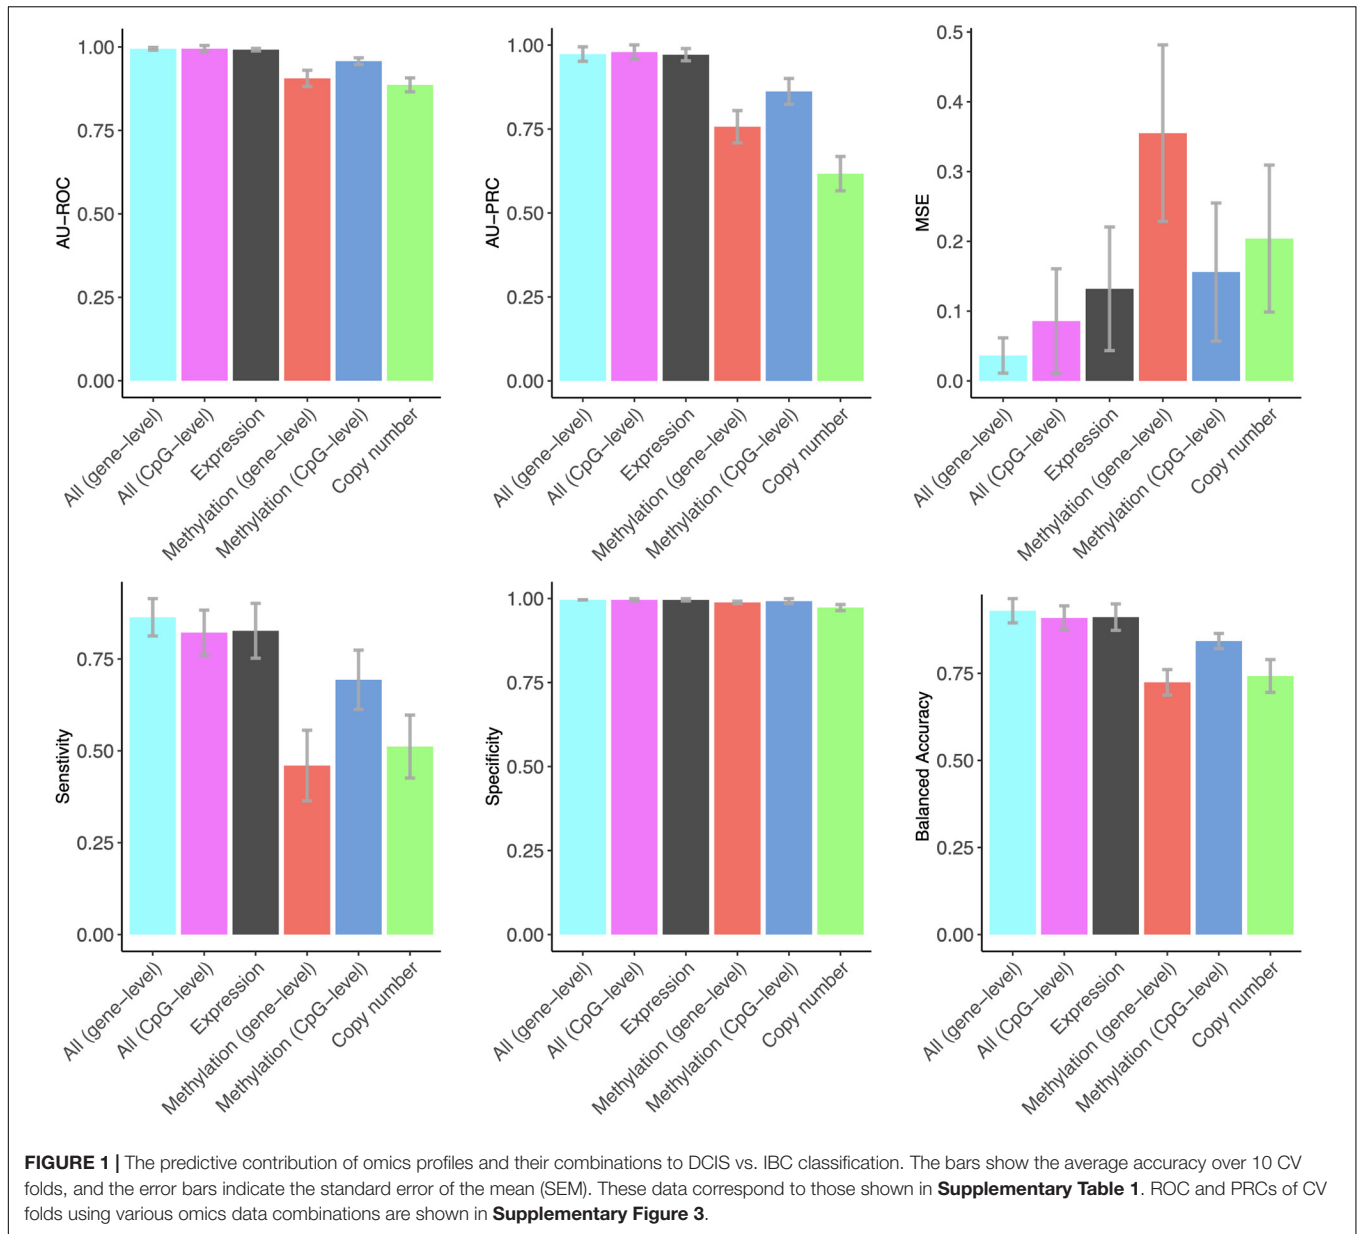 AU−ROC
1.00
0.75
0.50
0.25
0.00
All (gene−level)
All (CpG−level)
Expression
Methylation (gene−level)
Methylation (CpG−level)
Copy number
AU−PRC
1.00
0.75
0.50
0.25
0.00
All (gene−level)
All (CpG−level)
Expression
Methylation (gene−level)
Methylation (CpG−level)
Copy number
MSE
0.5
0.4
0.3
0.2
0.1
0.0
All (gene−level)
All (CpG−level)
Expression
Methylation (gene−level)
Methylation (CpG−level)
Copy number
Senstivity
0.75
0.50
0.25
0.00
All (gene−level)
All (CpG−level)
Expression
Methylation (gene−level)
Methylation (CpG−level)
Copy number
Specificity
1.00
0.75
0.50
0.25
0.00
All (gene−level)
All (CpG−level)
Expression
Methylation (gene−level)
Methylation (CpG−level)
Copy number
Balanced Accuracy
0.75
0.50
0.25
0.00
All (gene−level)
All (CpG−level)
Expression
Methylation (gene−level)
Methylation (CpG−level)
Copy number
FIGURE 1 | The predictive contribution of omics profiles and their combinations to DCIS vs. IBC classification. The bars show the average accuracy over 10 CV
folds, and the error bars indicate the standard error of the mean (SEM). These data correspond to those shown in Supplementary Table 1. ROC and PRCs of CV
folds using various omics data combinations are shown in Supplementary Figure 3.